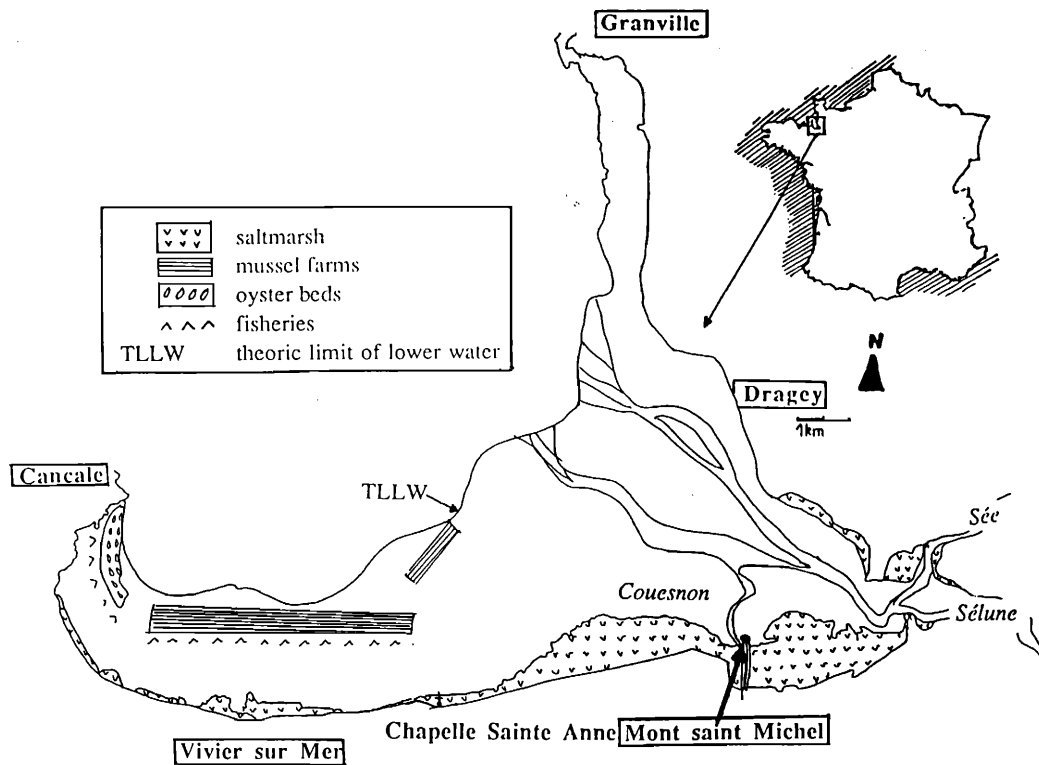 Granville
saltmarsh
mussel farms
oyster beds
fisheries
TLLW theoric limit of lower water
N
Dragey
1km
Cancale
TLLW
Sée
Couesnon
Sélune
Chapelle Sainte Anne
Mont saint Michel
Vivier sur Mer